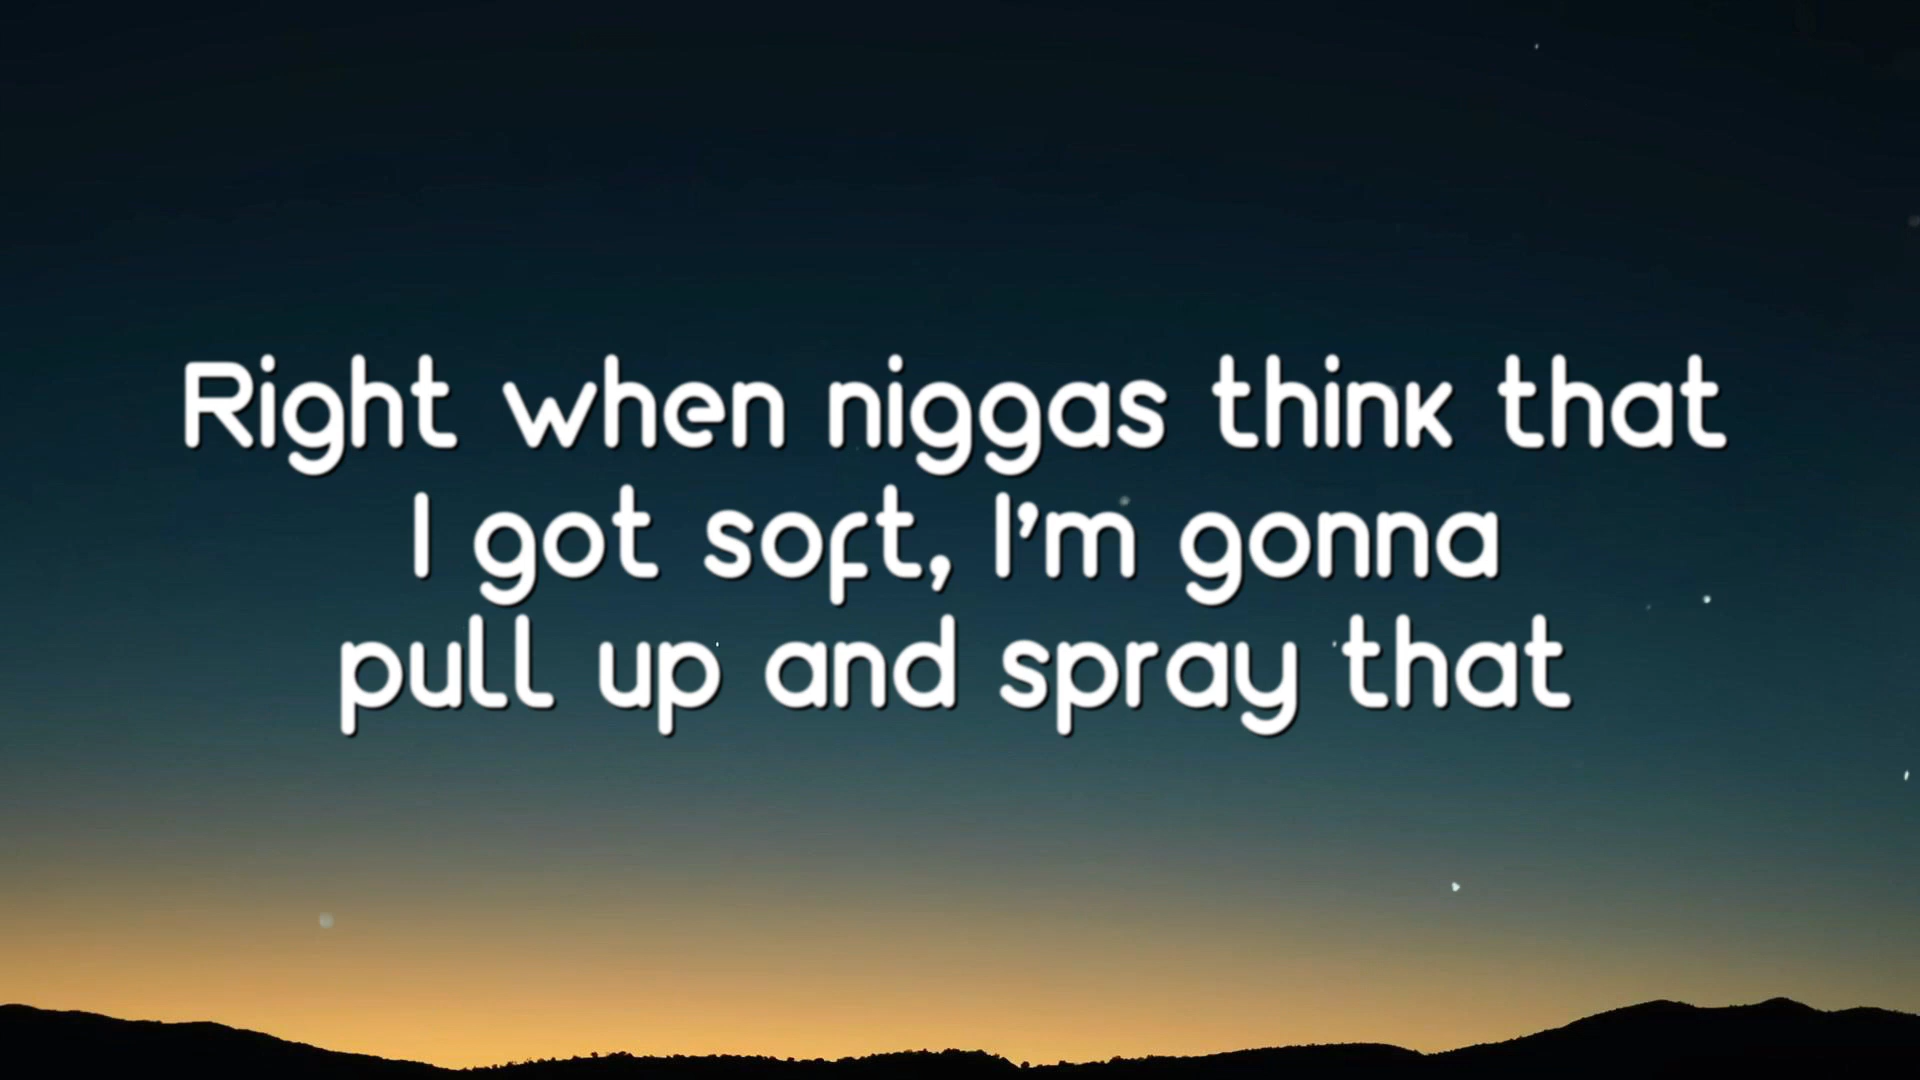 Right when niggas think that
I got soft, I'm gonna
pull up and spray that